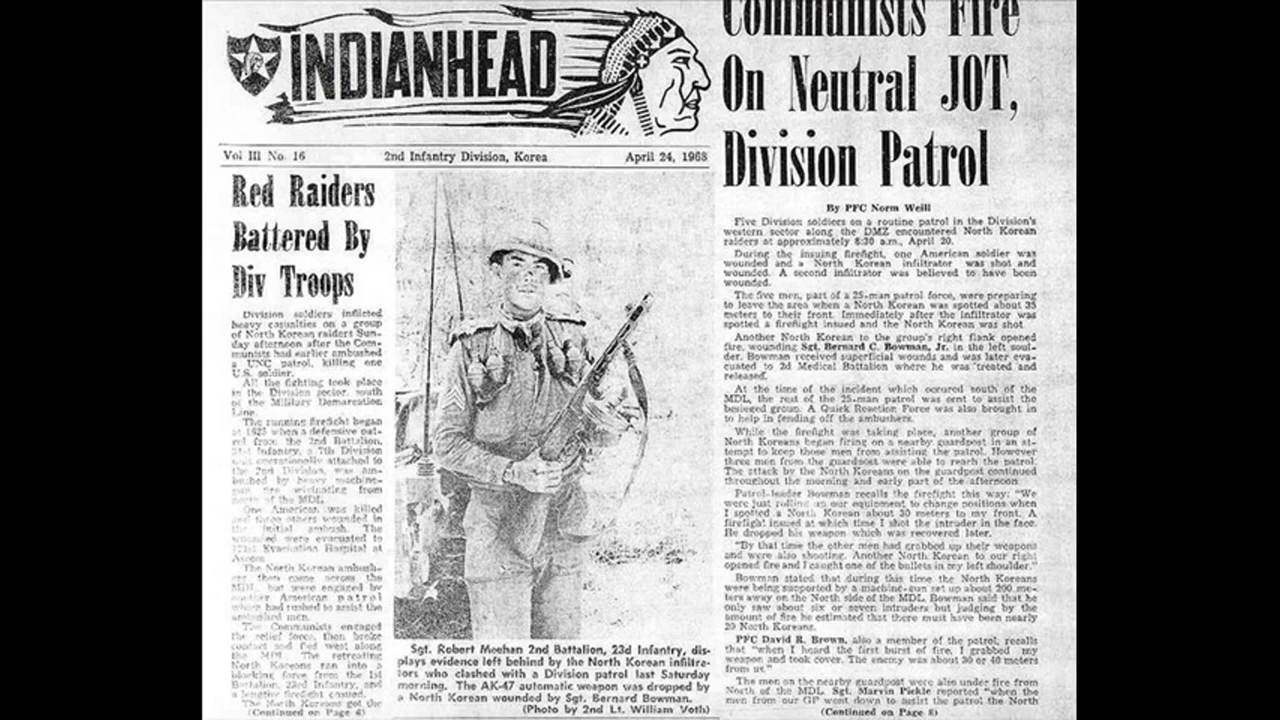 INDIANHEAD
Vol III No. 16 2nd Infantry Division, Korea April 24, 1968
Red Raiders
Battered By
Div Troops
Division soldiers inflicted
heavy casualties on a group
of North Korean raiders Sun-
day afternoon after the Com-
munists had earlier ambushed
a UNC patrol, killing one
U.S. soldier.
All the fighting took place
in the Division sector, south
of the Military Demarcation
Line.
The running firefight began
at 1625 when a defensive pat-
rol from the 2nd Battalion,
31st Infantry, a 7th Division
unit operationally attached to
the 2nd Division, was am-
bushed by heavy machine-
gun fire originating from
north of the MDL.
One American was killed
and three others wounded in
the initial ambush. The
wounded were evacuated to
121st Evacuation Hospital at
Ascom.
The North Korean ambush-
ers then came across the
MDL, but were engaged by
another American patrol
which had rushed to assist the
ambushed men.
The Communists engaged
the relief force, then broke
contact and fled west along
the MDL. The retreating
North Koreans ran into a
blocking force from the 1st
Battalion, 23rd Infantry, and
a lengthy firefight ensued.
The North Koreans got the
(Continued on Page 6)
Sgt. Robert Meehan 2nd Battalion, 23d Infantry, dis-
plays evidence left behind by the North Korean infiltra-
tors who clashed with a Division patrol last Saturday
morning. The AK-47 automatic weapon was dropped by
a North Korean wounded by Sgt. Bernard Bowman.
(Photo by 2nd Lt. William Voth)
Communists Fire
On Neutral JOT,
Division Patrol
By PFC Norm Weill
Five Division soldiers on a routine patrol in the Division's
western sector along the DMZ encountered North Korean
raiders at approximately 8:30 a.m., April 20.
During the insuing firefight, one American soldier was
wounded and a North Korean infiltrator was shot and
wounded. A second infiltrator was believed to have been
wounded.
The five men, part of a 25-man patrol force, were preparing
to leave the area when a North Korean was spotted about 35
meters to their front. Immediately after the infiltrator was
spotted a firefight insued and the North Korean was shot.
Another North Korean to the group's right flank opened
fire, wounding Sgt. Bernard C. Bowman, Jr. in the left soul-
der. Bowman received superficial wounds and was later eva-
cuated to 2d Medical Battalion where he was treated and
released.
At the time of the incident which occured south of the
MDL, the rest of the 25-man patrol was sent to assist the
besieged group. A Quick Reaction Force was also brought in
to help in fending off the ambushers.
While the firefight was taking place, another group of
North Koreans began firing on a nearby guardpost in an at-
tempt to keep those men from assisting the patrol. However
three men from the guardpost were able to reach the patrol.
The attack by the North Koreans on the guardpost continued
throughout the morning and early part of the afternoon
Patrol-leader Bowman recalls the firefight this way: "We
were just rolling up our equipment to change positions when
I spotted a North Korean about 30 meters to my front. A
firefight insued at which time I shot the intruder in the face.
He dropped his weapon which was recovered later.
"By that time the other men had grabbed up their weapons
and were also shooting. Another North Korean to our right
opened fire and I caught one of the bullets in my left shoulder."
Bowman stated that during this time the North Koreans
were being supported by a machine-gun set up about 200 me-
ters away on the North side of the MDL. Bowman said that he
only saw about six or seven intruders but judging by the
amount of fire he estimated that there must have been nearly
20 North Koreans.
PFC David R. Brown, also a member of the patrol, recalls
that "when I heard the first burst of fire, I grabbed my
weapon and took cover. The enemy was about 30 or 40 meters
from us."
The men on the nearby guardpost were also under fire from
North of the MDL. Sgt. Marvin Pickle reported "when the
men from our GP went down to assist the patrol the North
(Continued on Page 8)